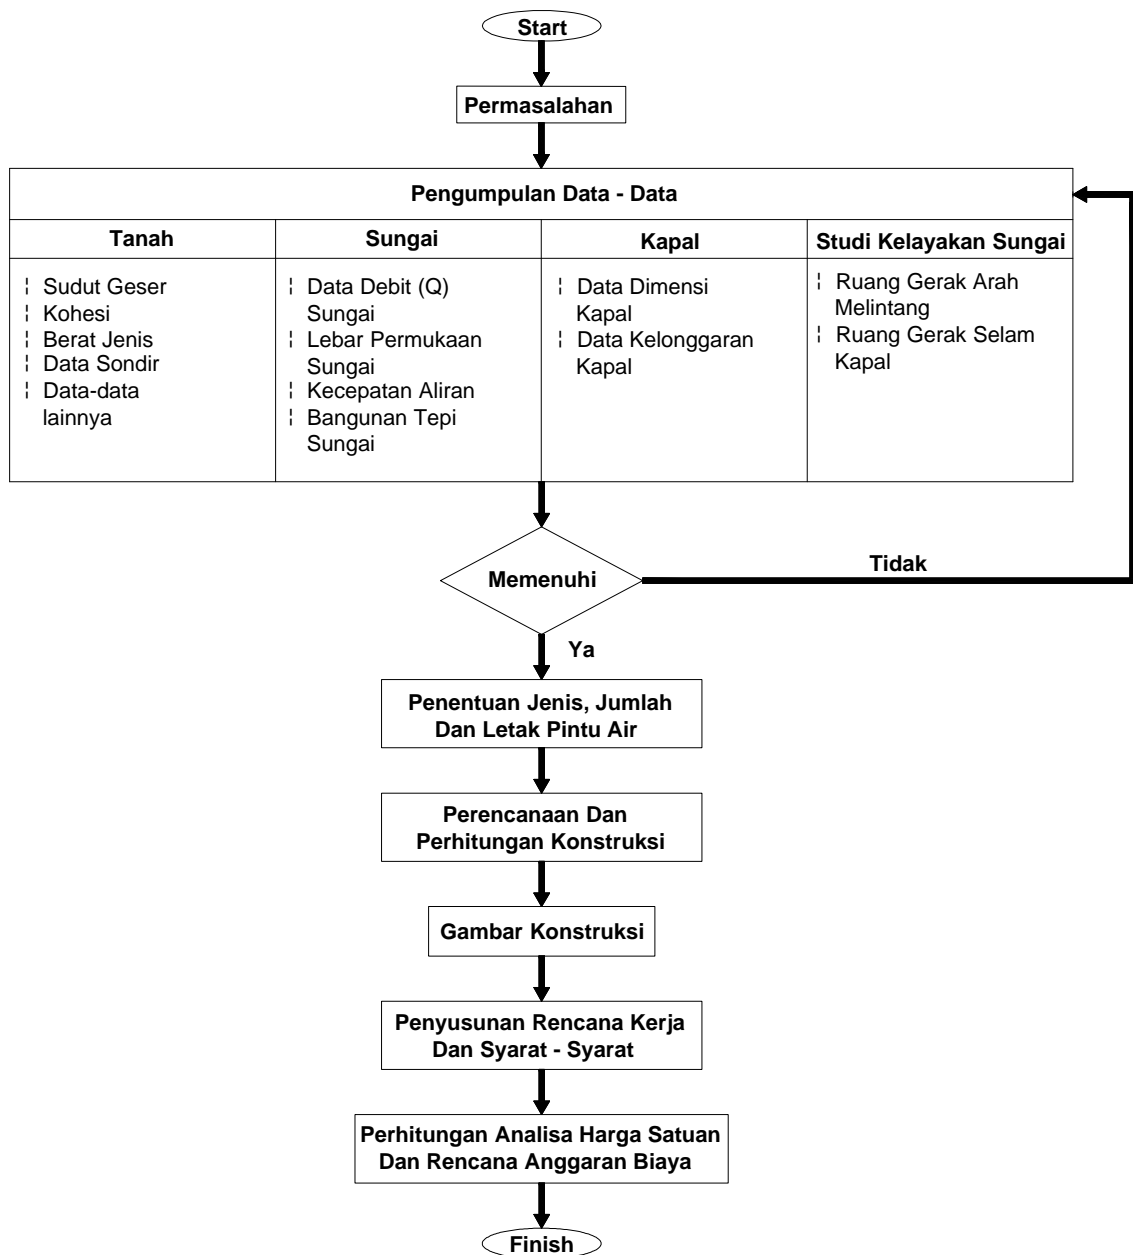 Start
Permasalahan
Pengumpulan Data - Data
Tanah
¦ Sudut Geser
¦ Kohesi
¦ Berat Jenis
¦ Data Sondir
¦ Data-data
lainnya
Sungai
¦ Data Debit (Q)
Sungai
¦ Lebar Permukaan
Sungai
¦ Kecepatan Aliran
¦ Bangunan Tepi
Sungai
Kapal
¦ Data Dimensi
Kapal
¦ Data Kelonggaran
Kapal
Studi Kelayakan Sungai
¦ Ruang Gerak Arah
Melintang
¦ Ruang Gerak Selam
Kapal
Memenuhi
Tidak
Ya
Penentuan Jenis, Jumlah
Dan Letak Pintu Air
Perencanaan Dan
Perhitungan Konstruksi
Gambar Konstruksi
Penyusunan Rencana Kerja
Dan Syarat - Syarat
Perhitungan Analisa Harga Satuan
Dan Rencana Anggaran Biaya
Finish